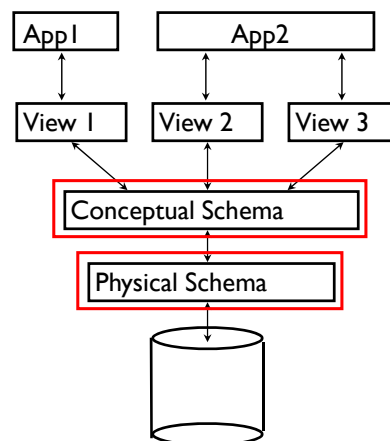 App1
App2
View 1
View 2
View 3
Conceptual Schema
Physical Schema